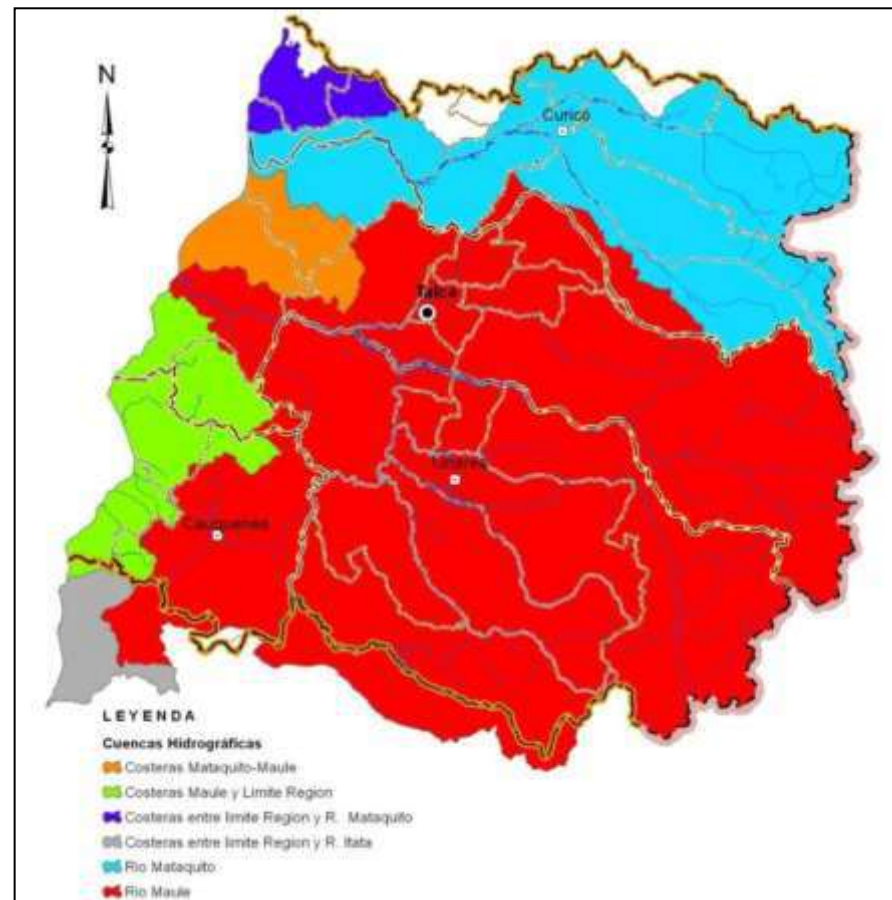 N
Curicó
Talca
Linares
Cauquenes
LEYENDA
Cuencas Hidrográficas
Costeras Mataquito-Maule
Costeras Maule y Limite Region
Costeras entre limite Region y R. Mataquito
Costeras entre limite Region y R. Itata
Rio Mataquito
Rio Maule